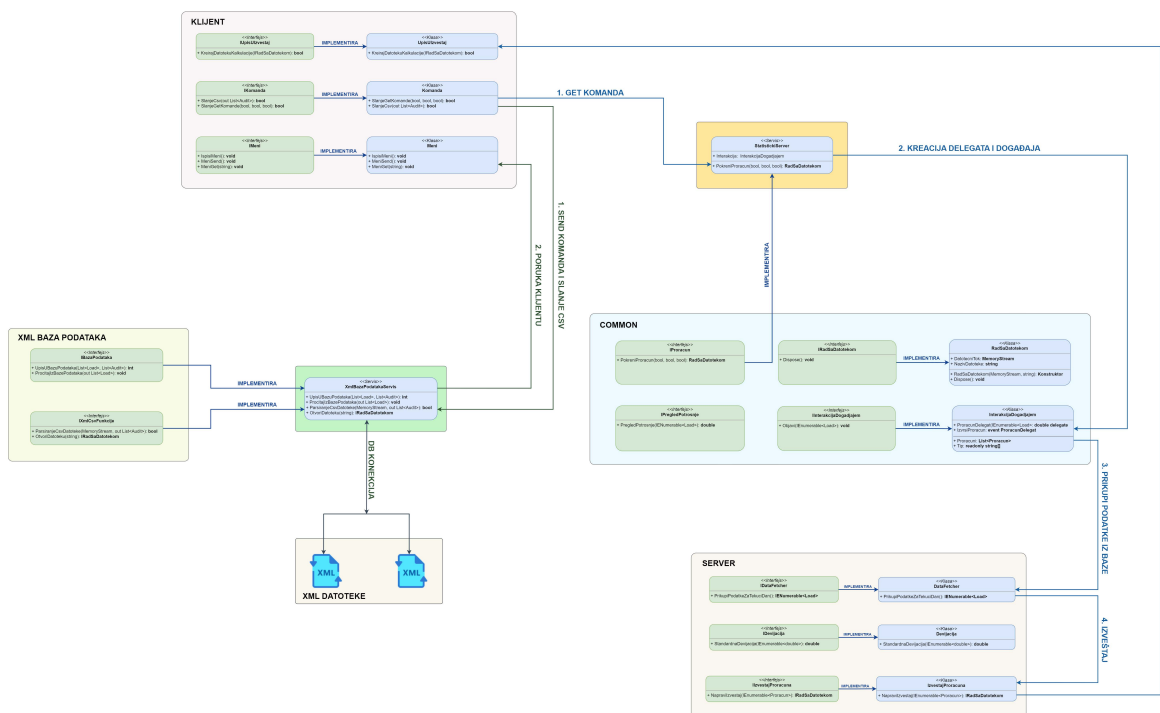 KLIJENT
<<Interfejs>>
IUpisiIzvestaj
+ KreirajDatotekuKalkulacije(IRadSaDatotekom): bool
IMPLEMENTIRA
<<Klasa>>
UpisiIzvestaj
+ KreirajDatotekuKalkulacije(IRadSaDatotekom): bool
<<Interfejs>>
IKomanda
+ SlanjeCsv(out List<Audit>): bool
+ SlanjeGetKomanda(bool, bool, bool): bool
IMPLEMENTIRA
<<Klasa>>
Komanda
+ SlanjeGetKomanda(bool, bool, bool): bool
+ SlanjeCsv(out List<Audit>): bool
<<Interfejs>>
IMeni
+ IspisiMeni(): void
+ MeniSend(): void
+ MeniGet(string): void
IMPLEMENTIRA
<<Klasa>>
Meni
+ IspisiMeni(): void
+ MeniSend(): void
+ MeniGet(string): void
1. GET KOMANDA
<<Servis>>
StatistickiServer
+ Interakcija: InterakcijaDogadjajem
+ PokreniProracun(bool, bool, bool): RadSaDatotekom
2. KREACIJA DELEGATA I DOGAĐAJA
1. SEND KOMANDA I SLANJE CSV
2. PORUKA KLIJENTU
IMPLEMENTIRA
XML BAZA PODATAKA
<<Interfejs>>
IBazaPodataka
+ UpisUBazuPodataka(List<Load>, List<Audit>): int
+ ProcitajIzBazePodataka(out List<Load>): void
IMPLEMENTIRA
<<Interfejs>>
IXmlCsvFunkcije
+ ParsiranjeCsvDatoteke(MemoryStream, out List<Audit>): bool
+ OtvoriDatoteku(string): IRadSaDatotekom
IMPLEMENTIRA
<<Servis>>
XmlBazaPodatakaServis
+ UpisUBazuPodataka(List<Load>, List<Audit>): int
+ ProcitajIzBazePodataka(out List<Load>): void
+ ParsiranjeCsvDatoteke(MemoryStream, out List<Audit>): bool
+ OtvoriDatoteku(string): IRadSaDatotekom
DB KONEKCIJA
XML
XML
XML DATOTEKE
COMMON
<<Interfejs>>
IProracun
+ PokreniProracun(bool, bool, bool): RadSaDatotekom
<<Interfejs>>
IRadSaDatotekom
+ Dispose(): void
IMPLEMENTIRA
<<Klasa>>
RadSaDatotekom
+ DatotecniTok: MemoryStream
+ NazivDatoteke: string
+ RadSaDatotekom(MemoryStream, string): Konstruktor
+ Dispose(): void
<<Interfejs>>
IPregledPotrosnje
+ PregledPotrosnje(IENumerable<Load>): double
<<Interfejs>>
IInterakcijaDogadjajem
+ Objavi(IEnumerable<Load>): void
IMPLEMENTIRA
<<Klasa>>
InterakcijaDogadjajem
+ ProracunDelegat(IEnumerable<Load>: double delegate
+ IzvrsiProracun: event ProracunDelegat
+ Proracuni: List<Proracun>
+ Tip: readonly string[]
3. PRIKUPI PODATKE IZ BAZE
SERVER
<<Interfejs>>
IDataFetcher
+ PrikupiPodatkeZaTekuciDan(): IENumerable<Load>
IMPLEMENTIRA
<<Klasa>>
DataFetcher
+ PrikupiPodatkeZaTekuciDan(): IENumerable<Load>
<<Interfejs>>
IDevijacija
+ StandardnaDevijacija(IEnumerable<double>): double
IMPLEMENTIRA
<<Klasa>>
Devijacija
+ StandardnaDevijacija(IEnumerable<double>): double
4. IZVEŠTAJ
<<Interfejs>>
IIzvestajProracuna
+ NapraviIzvestaj(IEnumerable<Proracun>): IRadSaDatotekom
IMPLEMENTIRA
<<Klasa>>
IzvestajProracuna
+ NapraviIzvestaj(IEnumerable<Proracun>): IRadSaDatotekom